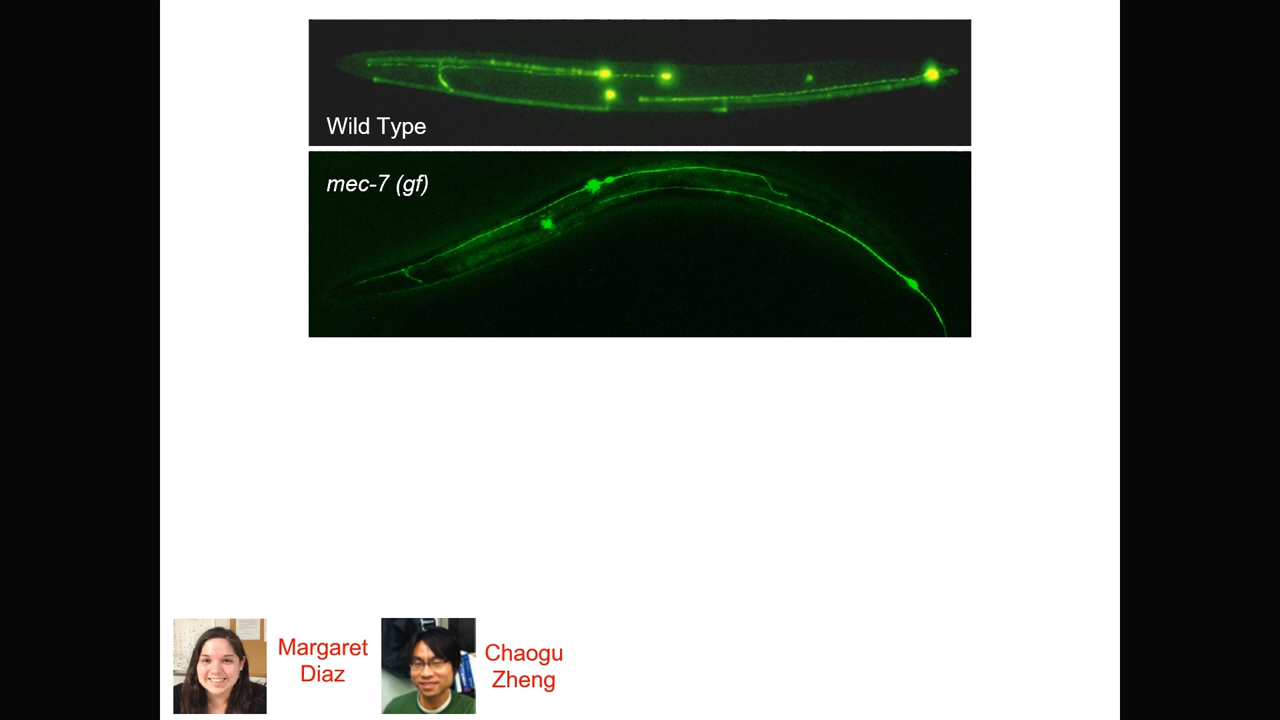 Wild Type
mec-7 (gf)
Margaret
Diaz
Chaogu
Zheng